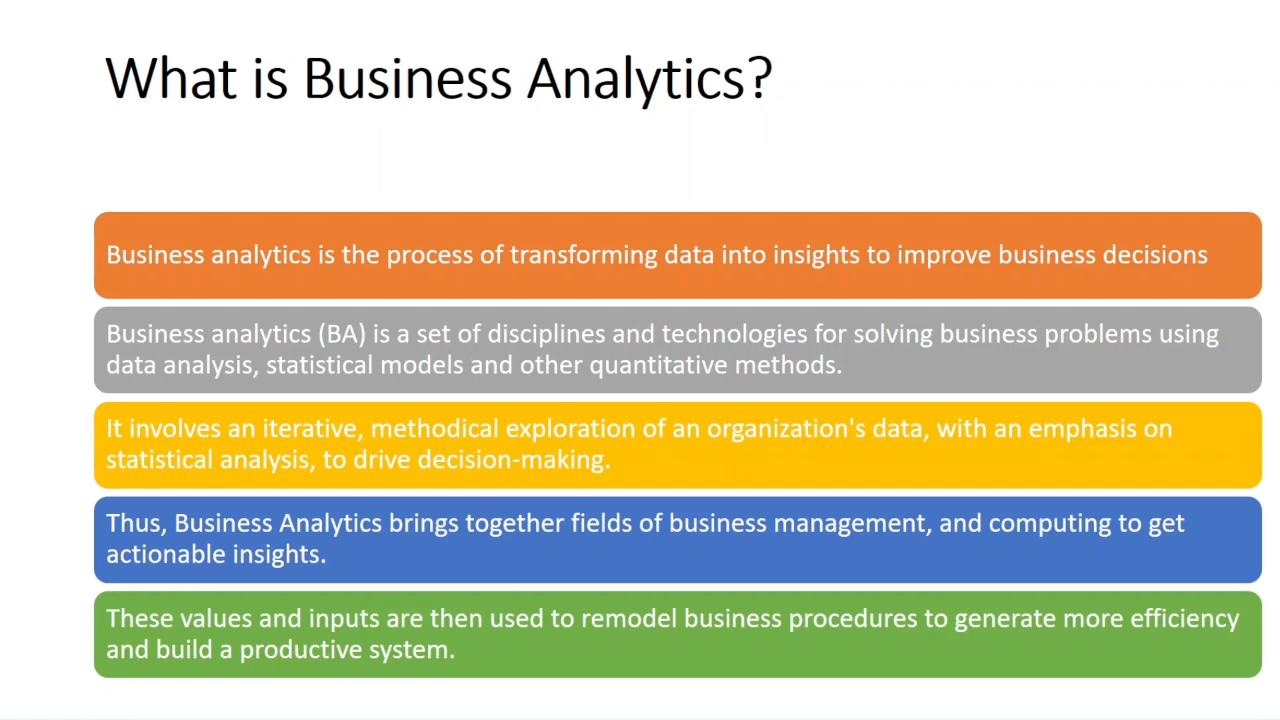 What is Business Analytics?
Business analytics is the process of transforming data into insights to improve business decisions
Business analytics (BA) is a set of disciplines and technologies for solving business problems using
data analysis, statistical models and other quantitative methods.
It involves an iterative, methodical exploration of an organization's data, with an emphasis on
statistical analysis, to drive decision-making.
Thus, Business Analytics brings together fields of business management, and computing to get
actionable insights.
These values and inputs are then used to remodel business procedures to generate more efficiency
and build a productive system.